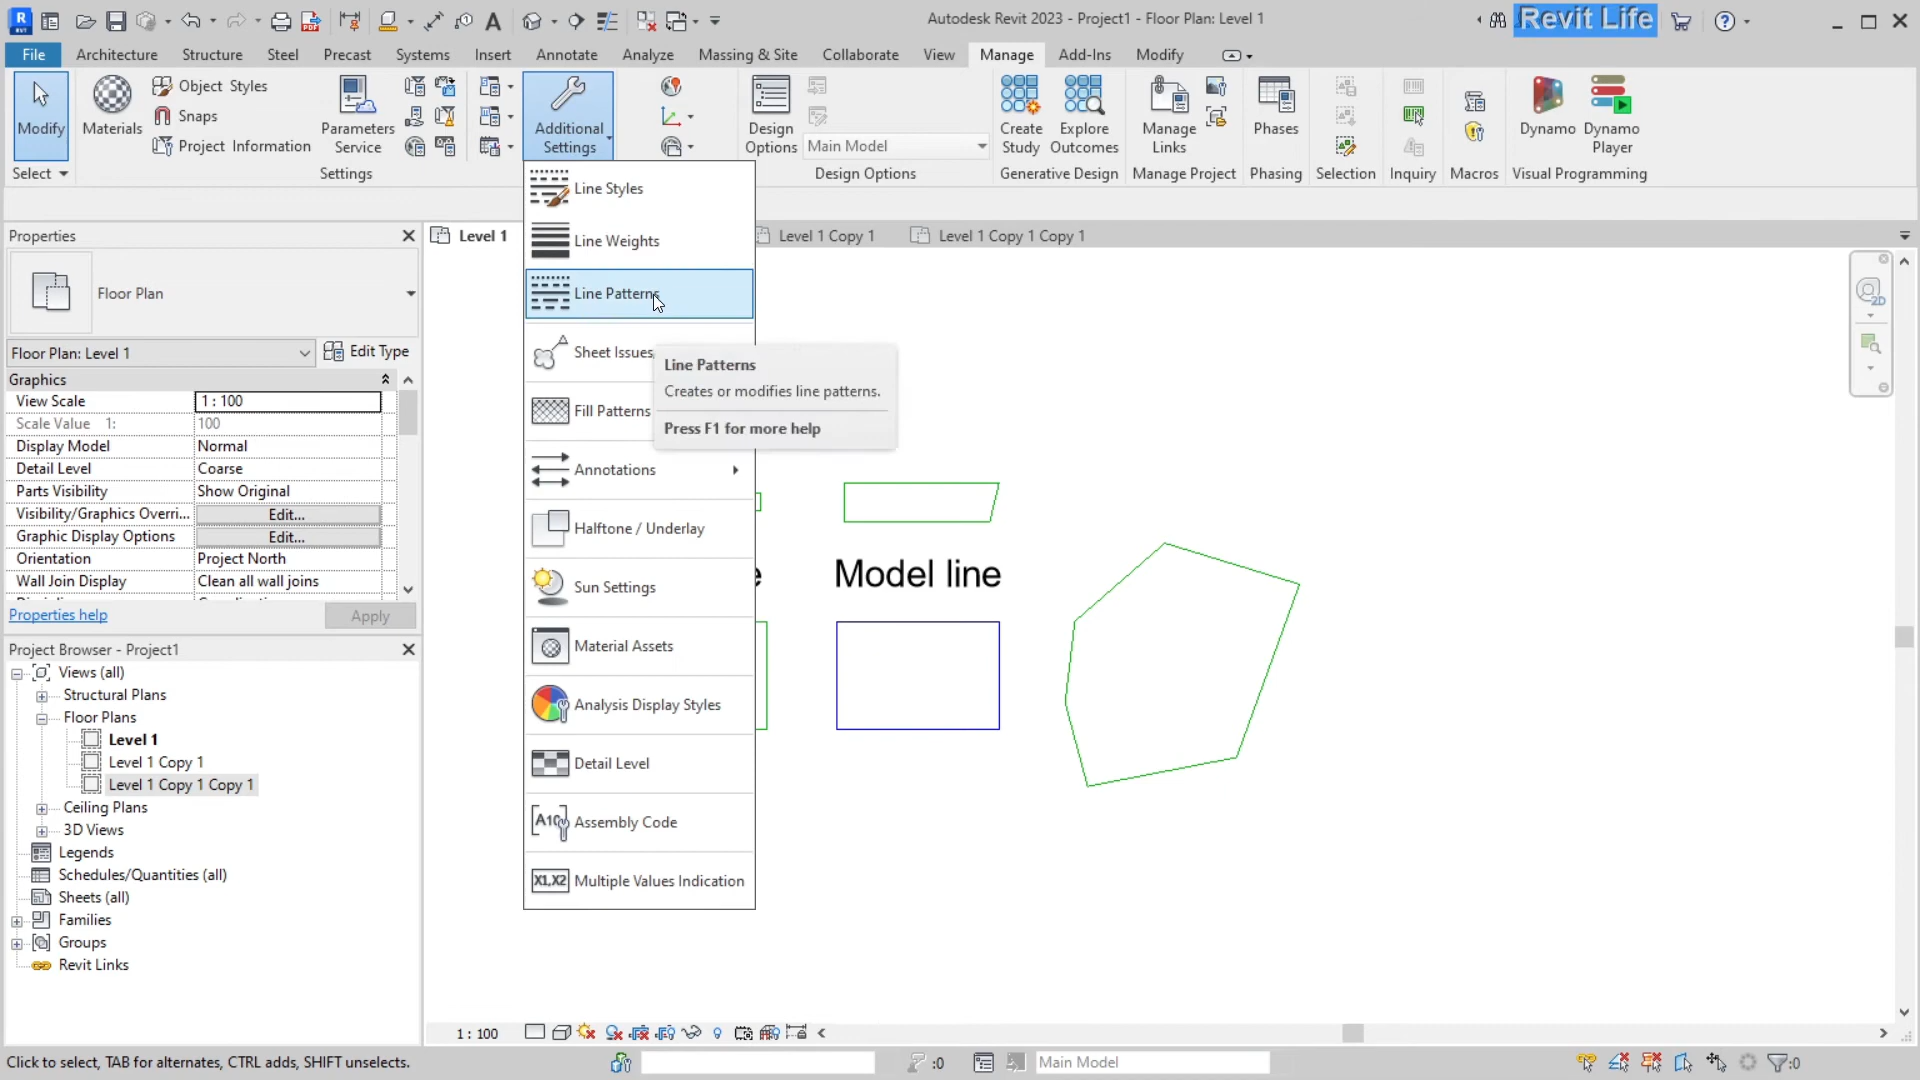 R
RVT
Autodesk Revit 2023 - Project1 - Floor Plan: Level 1
Revit Life
File
Architecture
Structure
Steel
Precast
Systems
Insert
Annotate
Analyze
Massing & Site
Collaborate
View
Manage
Add-Ins
Modify
Modify
Materials
Object Styles
Snaps
Project Information
Parameters
Service
Additional
Settings
Design
Options
Main Model
Create
Study
Explore
Outcomes
Manage
Links
Phases
Dynamo
Dynamo
Player
Select
Settings
Design Options
Generative Design
Manage Project
Phasing
Selection
Inquiry
Macros
Visual Programming
Properties
Floor Plan
Floor Plan: Level 1
Edit Type
Graphics
View Scale
1 : 100
Scale Value 1:
100
Display Model
Normal
Detail Level
Coarse
Parts Visibility
Show Original
Visibility/Graphics Overri...
Edit...
Graphic Display Options
Edit...
Orientation
Project North
Wall Join Display
Clean all wall joins
Properties help
Apply
Project Browser - Project1
Views (all)
Structural Plans
Floor Plans
Level 1
Level 1 Copy 1
Level 1 Copy 1 Copy 1
Ceiling Plans
3D Views
Legends
Schedules/Quantities (all)
Sheets (all)
Families
Groups
Revit Links
Level 1
Level 1 Copy 1
Level 1 Copy 1 Copy 1
Line Styles
Line Weights
Line Patterns
Sheet Issues
Fill Patterns
Annotations
Halftone / Underlay
Sun Settings
Material Assets
Analysis Display Styles
Detail Level
Assembly Code
X1,X2 Multiple Values Indication
Line Patterns
Creates or modifies line patterns.
Press F1 for more help
e
Model line
2D
1 : 100
Click to select, TAB for alternates, CTRL adds, SHIFT unselects.
:0
Main Model
:0